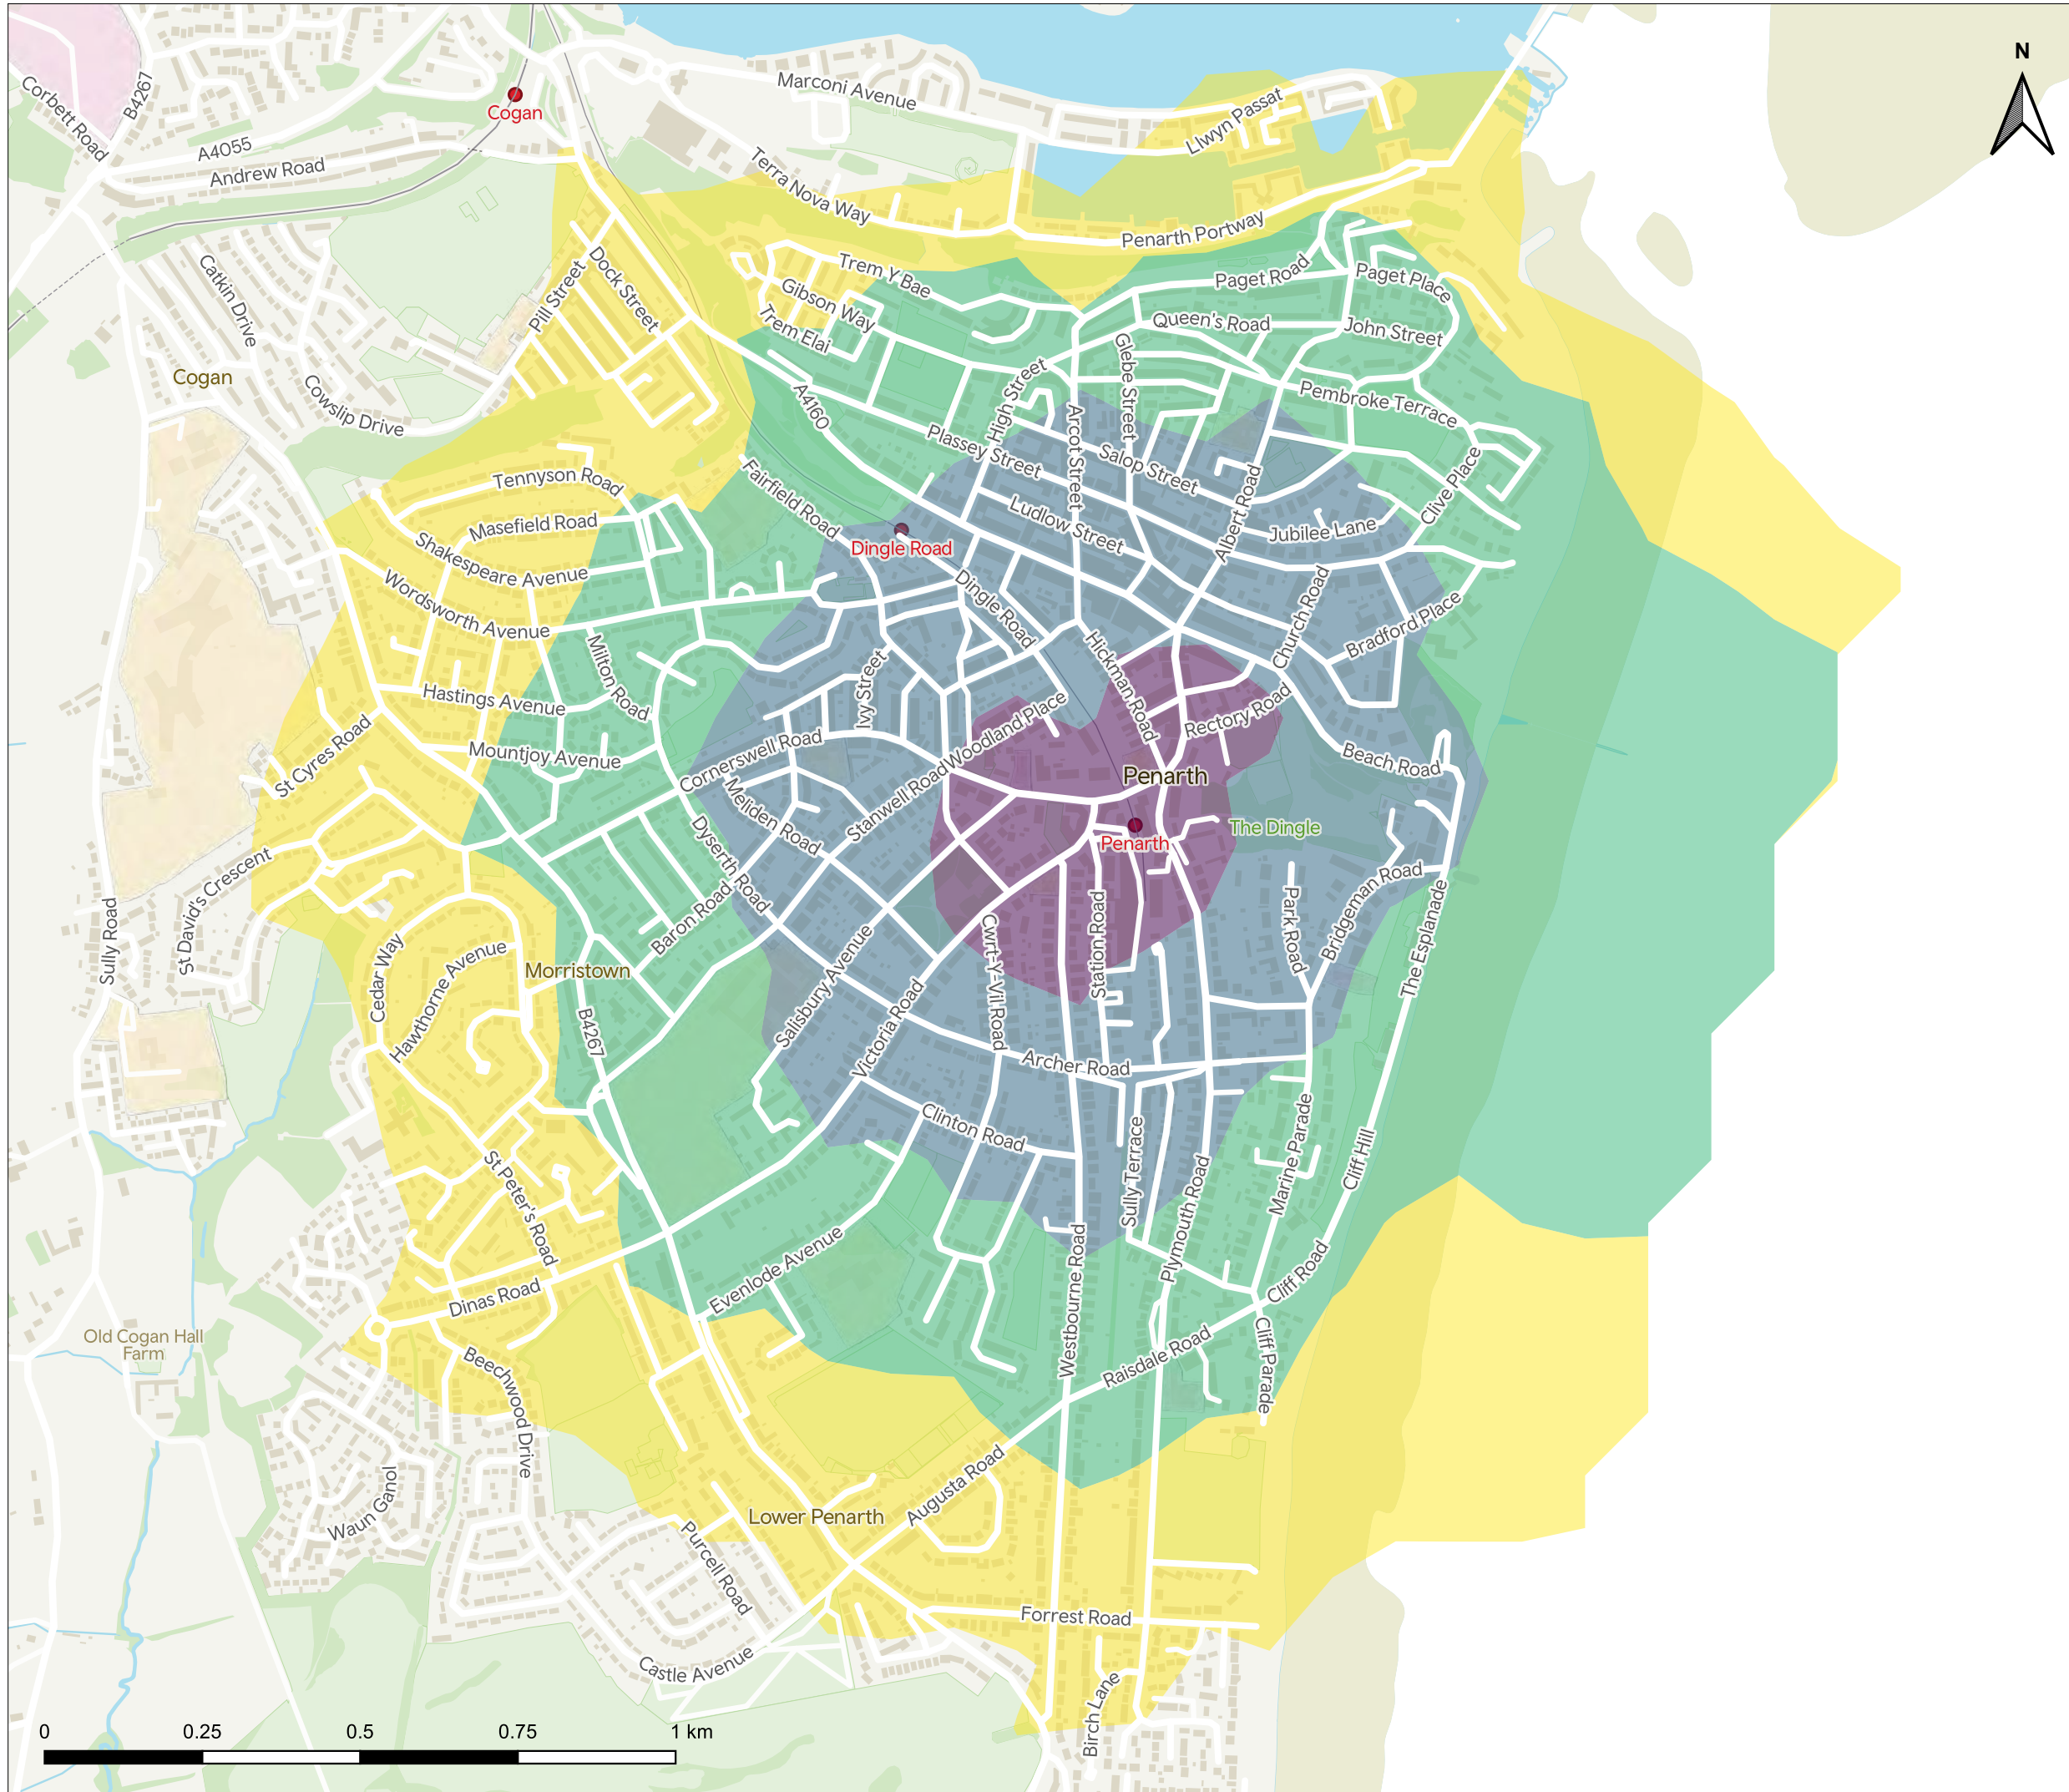 N
Marconi Avenue
Corbett Road
B4267
Cogan
Llwyn Passat
A4055
Andrew Road
Terra Nova Way
Penarth Portway
Catkin Drive
Dock Street
Pill Street
Trem Y Bae
Paget Road
Paget Place
Gibson Way
Trem Elai
Queen's Road
John Street
Glebe Street
Cogan
Cowslip Drive
A4160
High Street
Pembroke Terrace
Arcot Street
Plassey Street
Salop Street
Tennyson Road
Fairfield Road
Albert Road
Clive Place
Masefield Road
Ludlow Street
Jubilee Lane
Shakespeare Avenue
Dingle Road
Wordsworth Avenue
Dingle Road
Church Road
Bradford Place
Milton Road
Ivy Street
Hickman Road
Hastings Avenue
Woodland Place
Rectory Road
St Cyres Road
Mountjoy Avenue
Cornerswell Road
Beach Road
Penarth
Meliden Road
Stanwell Road
The Dingle
Penarth
Dyserth Road
St David's Crescent
Baron Road
Park Road
Bridgeman Road
Sully Road
Cedar Way
Hawthorne Avenue
Morristown
Salisbury Avenue
Cwrt-Y-Vil Road
Station Road
The Esplanade
B4267
Victoria Road
Archer Road
Clinton Road
Marine Parade
Cliff Hill
St Peter's Road
Sully Terrace
Plymouth Road
Evenlode Avenue
Westbourne Road
Cliff Road
Dinas Road
Old Cogan Hall
Farm
Beechwood Drive
Raisdale Road
Cliff Parade
Waun Ganol
Augusta Road
Lower Penarth
Purcell Road
Forrest Road
Castle Avenue
Birch Lane
0 0.25 0.5 0.75 1 km